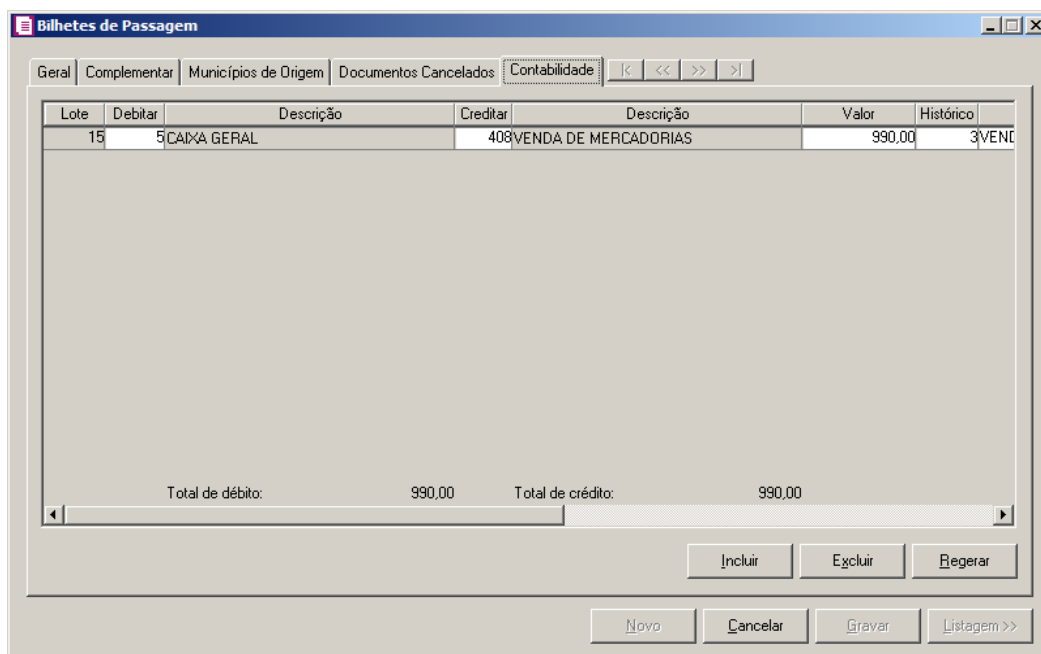 Bilhetes de Passagem
Geral Complementar Municípios de Origem Documentos Cancelados Contabilidade |< << >> >|
Lote Debitar Descrição Creditar Descrição Valor Histórico
15 5 CAIXA GERAL 408 VENDA DE MERCADORIAS 990,00 3 VEND
Total de débito: 990,00 Total de crédito: 990,00
Incluir Excluir Regerar
Novo Cancelar Gravar Listagem >>